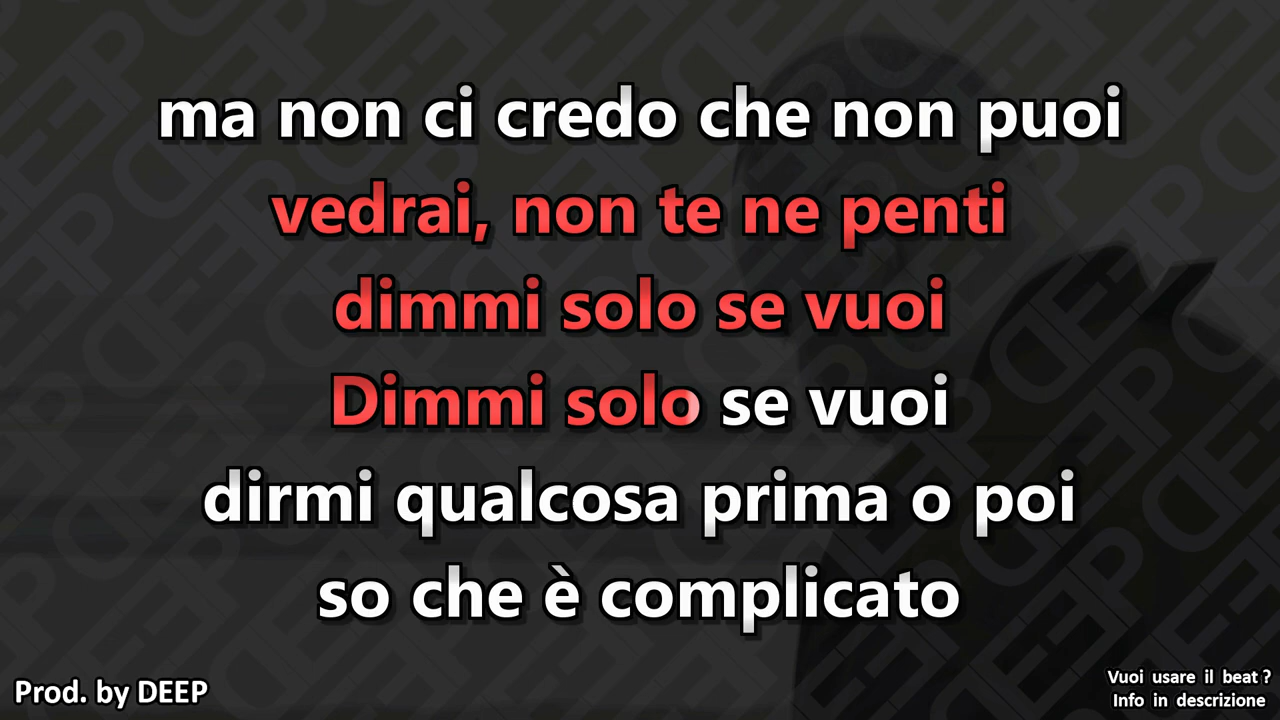 ma non ci credo che non puoi
vedrai, non te ne penti
dimmi solo se vuoi
Dimmi solo se vuoi
dirmi qualcosa prima o poi
so che è complicato
Prod. by DEEP
Vuoi usare il beat ?
Info in descrizione